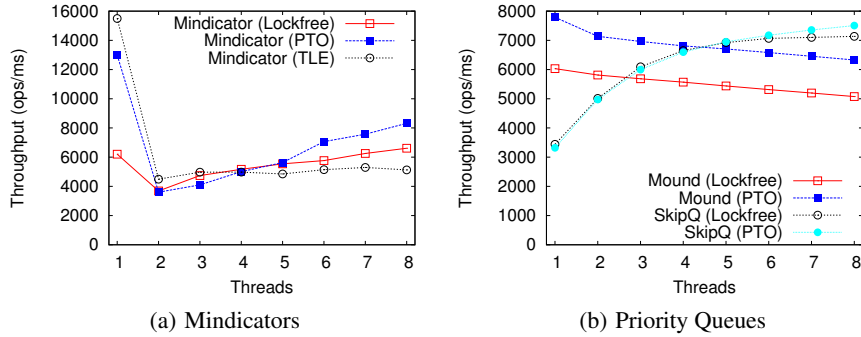 Throughput (ops/ms)
16000
14000
12000
10000
8000
6000
4000
2000
0
Mindicator (Lockfree)
Mindicator (PTO)
Mindicator (TLE)
1 2 3 4 5 6 7 8
Threads
(a) Mindicators
Throughput (ops/ms)
8000
7000
6000
5000
4000
3000
2000
1000
0
Mound (Lockfree)
Mound (PTO)
SkipQ (Lockfree)
SkipQ (PTO)
1 2 3 4 5 6 7 8
Threads
(b) Priority Queues